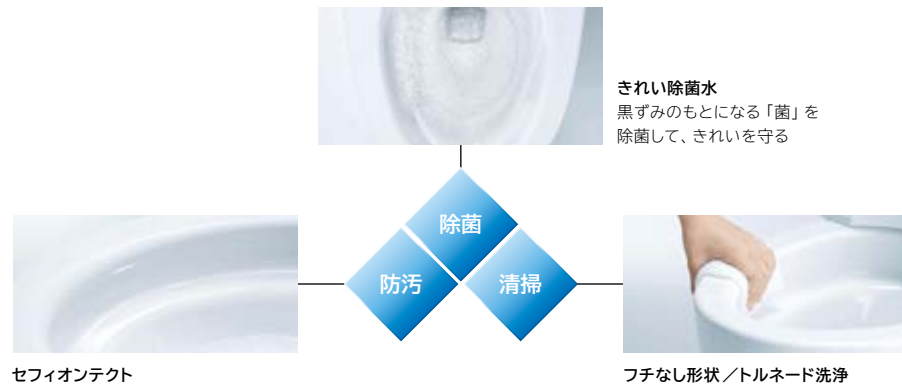 きれい除菌水
黒ずみのもとになる「菌」を
除菌して、きれいを守る
除菌
防汚
清掃
セフィオンテクト
フチなし形状／トルネード洗浄